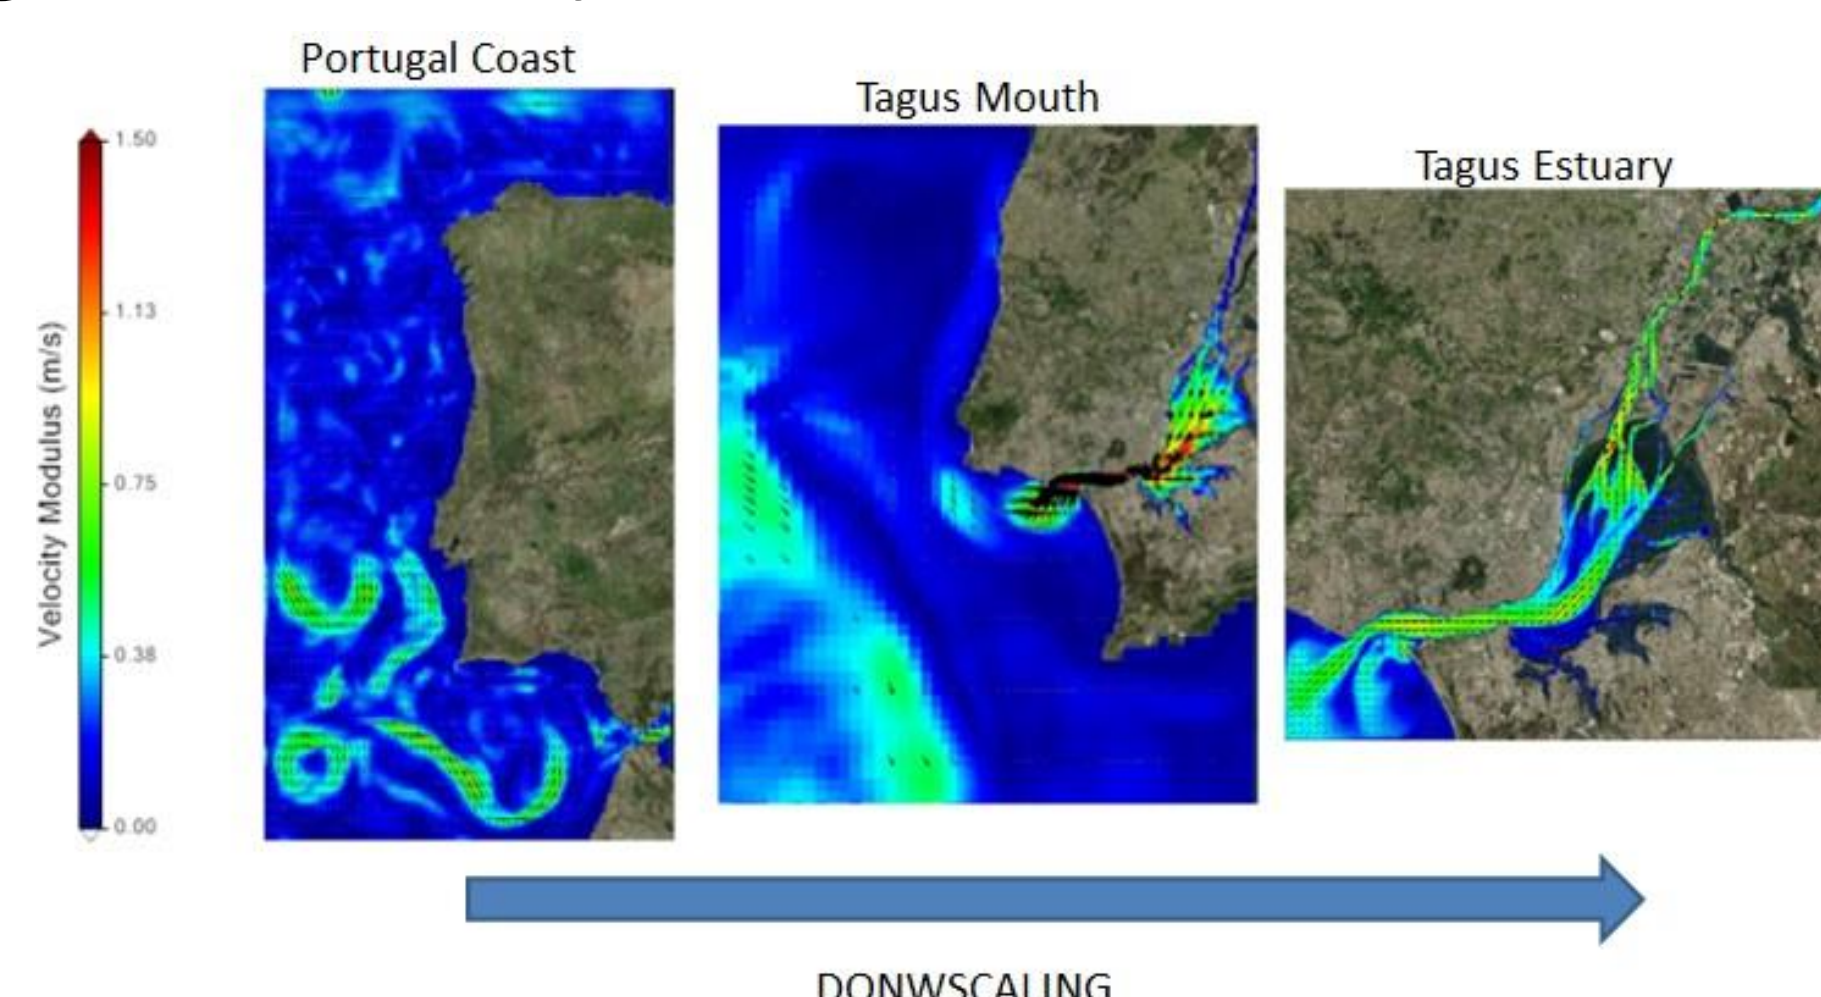 Portugal Coast
Tagus Mouth
Tagus Estuary
Velocity Modulus (m/s)
1.50
1.13
0.75
0.38
0.00
DONWSCALING